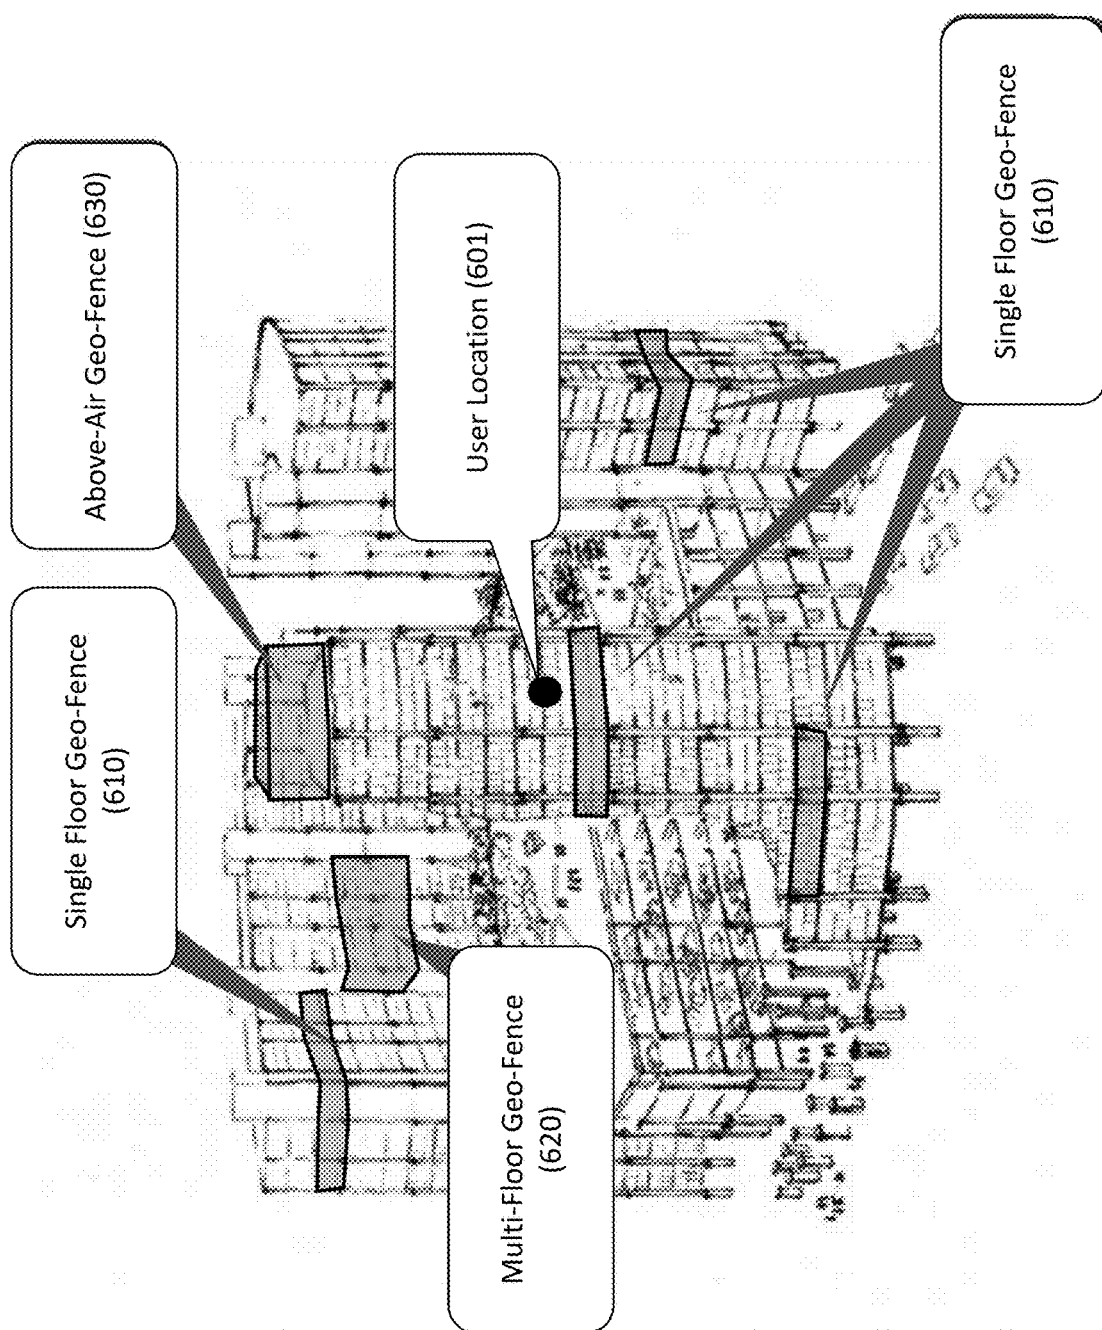 Single Floor Geo-Fence
(610)
Above-Air Geo-Fence (630)
Multi-Floor Geo-Fence
(620)
User Location (601)
Single Floor Geo-Fence
(610)